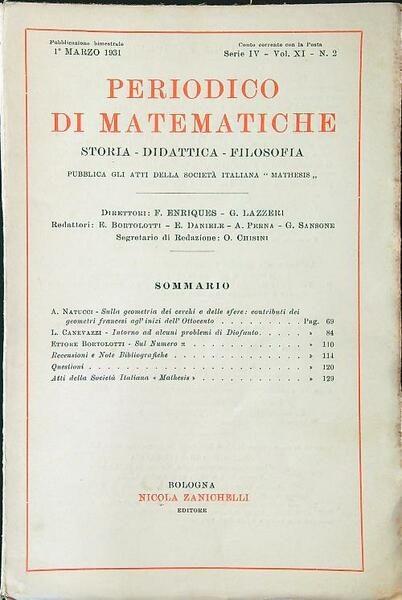 Pubblicazione bimestrale
1° MARZO 1931
Conto corrente con la Posta
Serie IV - Vol. XI - N. 2
PERIODICO
DI MATEMATICHE
STORIA - DIDATTICA - FILOSOFIA
PUBBLICA GLI ATTI DELLA SOCIETÀ ITALIANA "MATHESIS„
DIRETTORI: F. ENRIQUES - G. LAZZERI
Redattori: E. BORTOLOTTI - E. DANIELE - A. PERNA - G. SANSONE
Segretario di Redazione: O. CHISINI
SOMMARIO
A. NATUCCI - Sulla geometria dei cerchi e delle sfere: contributi dei
geometri francesi agl'inizi dell'Ottocento . . . . . . . . . Pag. 69
L. CANEVAZZI - Intorno ad alcuni problemi di Diofanto. . . . . » 84
ETTORE BORTOLOTTI - Sul Numero π . . . . . . . . . . . » 110
Recensioni e Note Bibliografiche . . . . . . . . . . . . » 114
Questioni . . . . . . . . . . . . . . . . . . . » 120
Atti della Società Italiana « Mathesis » . . . . . . . . . . » 129
BOLOGNA
NICOLA ZANICHELLI
EDITORE